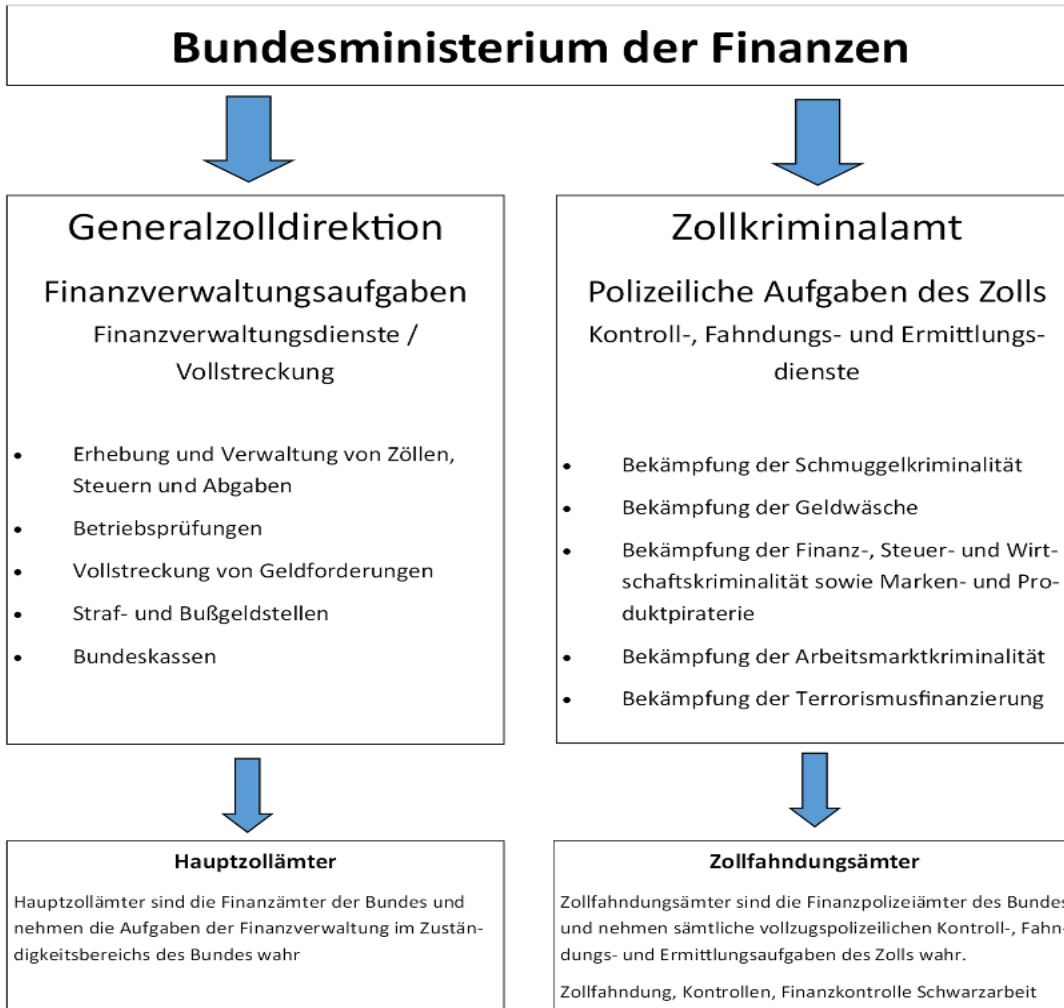 Bundesministerium der Finanzen
Generalzolldirektion
Finanzverwaltungsaufgaben
Finanzverwaltungsdienste /
Vollstreckung
• Erhebung und Verwaltung von Zöllen,
Steuern und Abgaben
• Betriebsprüfungen
• Vollstreckung von Geldforderungen
• Straf- und Bußgeldstellen
• Bundeskassen
Zollkriminalamt
Polizeiliche Aufgaben des Zolls
Kontroll-, Fahndungs- und Ermittlungs-
dienste
• Bekämpfung der Schmuggelkriminalität
• Bekämpfung der Geldwäsche
• Bekämpfung der Finanz-, Steuer- und Wirt-
schaftskriminalität sowie Marken- und Pro-
duktpiraterie
• Bekämpfung der Arbeitsmarktkriminalität
• Bekämpfung der Terrorismusfinanzierung
Hauptzollämter
Hauptzollämter sind die Finanzämter der Bundes und
nehmen die Aufgaben der Finanzverwaltung im Zustän-
digkeitsbereichs des Bundes wahr
Zollfahndungsämter
Zollfahndungsämter sind die Finanzpolizeiämter des Bundes
und nehmen sämtliche vollzugspolizeilichen Kontroll-, Fahn-
dungs- und Ermittlungsaufgaben des Zolls wahr.
Zollfahndung, Kontrollen, Finanzkontrolle Schwarzarbeit